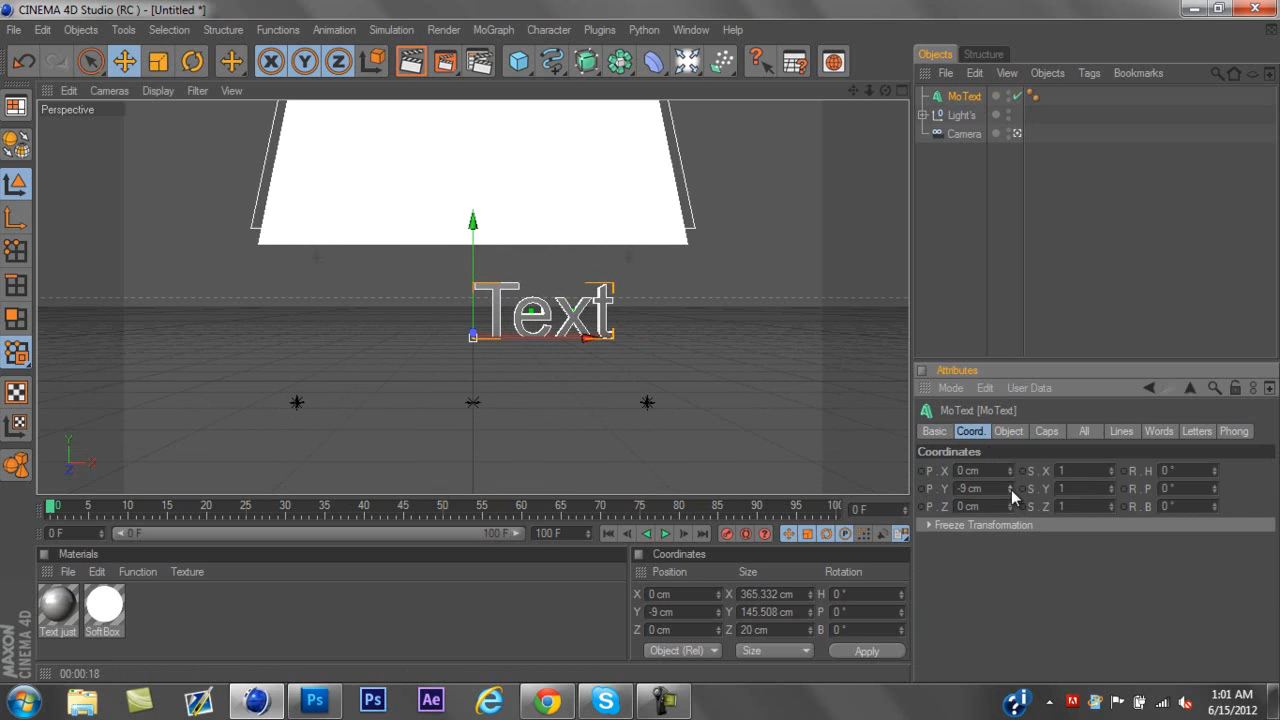 CINEMA 4D Studio (RC ) - [Untitled *]
File Edit Objects Tools Selection Structure Functions Animation Simulation Render MoGraph Character Plugins Python Window Help
X Y Z
Objects Structure
File Edit View Objects Tags Bookmarks
Edit Cameras Display Filter View
Perspective
MoText
Light's
Camera
Text
Y
X
Z
Attributes
Mode Edit User Data
MoText [MoText]
Basic Coord. Object Caps All Lines Words Letters Phong
Coordinates
P . X 0 cm S . X 1 R . H 0 °
P . Y -9 cm S . Y 1 R . P 0 °
P . Z 0 cm S . Z 1 R . B 0 °
Freeze Transformation
0 5 10 15 20 25 30 35 40 45 50 55 60 65 70 75 80 85 90 95 100 0 F
0 F 0 F 100 F 100 F
Materials
File Edit Function Texture
Text just
SoftBox
Coordinates
Position Size Rotation
X 0 cm X 365.332 cm H 0 °
Y -9 cm Y 145.508 cm P 0 °
Z 0 cm Z 20 cm B 0 °
Object (Rel) Size Apply
MAXON CINEMA 4D
00:00:18
Ps Ps Ae
1:01 AM
6/15/2012